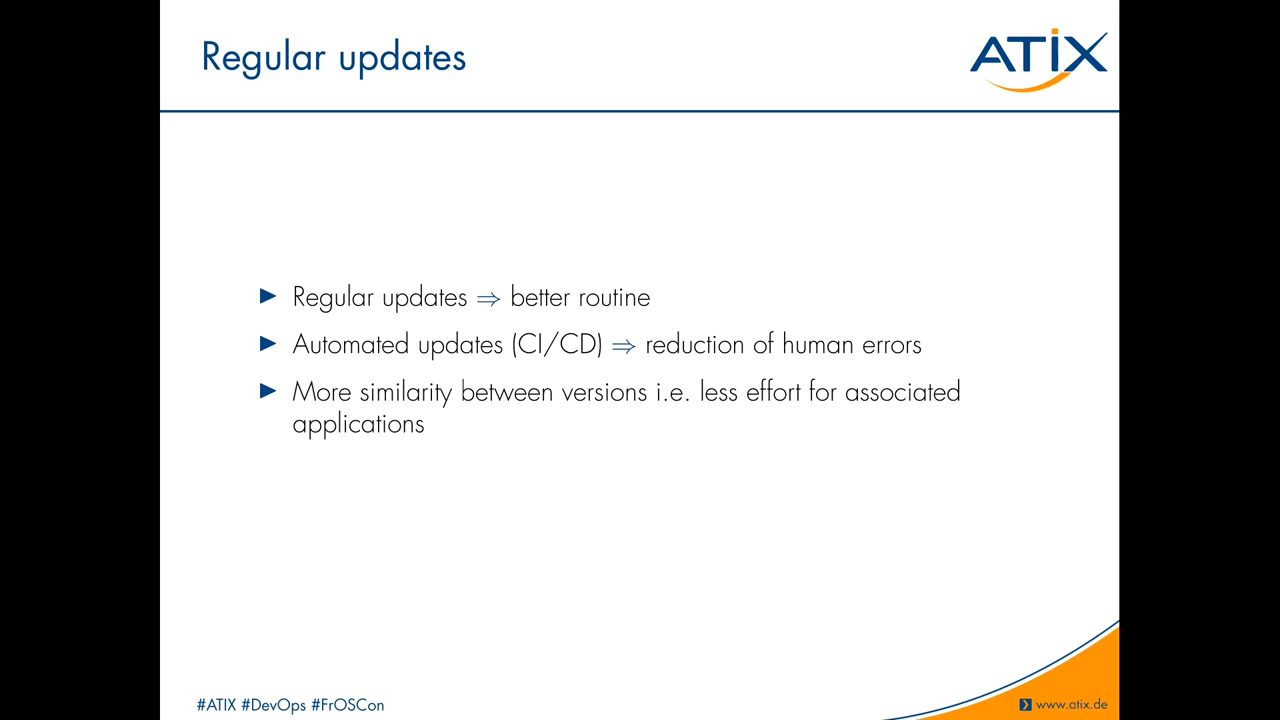 Regular updates
ATIX
Regular updates ⇒ better routine
Automated updates (CI/CD) ⇒ reduction of human errors
More similarity between versions i.e. less effort for associated
applications
#ATIX #DevOps #FrOSCon
www.atix.de